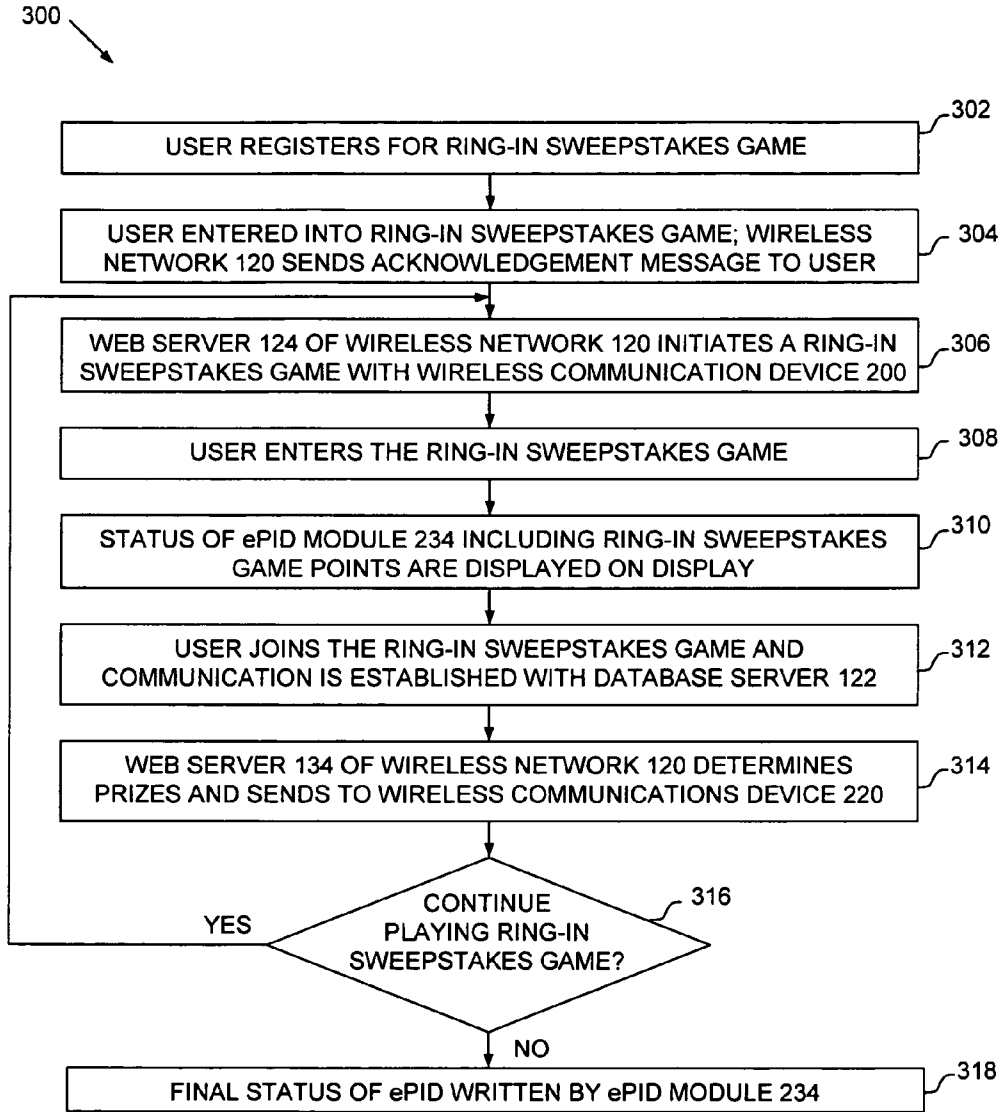 300
302
USER REGISTERS FOR RING-IN SWEEPSTAKES GAME
USER ENTERED INTO RING-IN SWEEPSTAKES GAME; WIRELESS
NETWORK 120 SENDS ACKNOWLEDGEMENT MESSAGE TO USER
304
WEB SERVER 124 OF WIRELESS NETWORK 120 INITIATES A RING-IN
SWEEPSTAKES GAME WITH WIRELESS COMMUNICATION DEVICE 200
306
USER ENTERS THE RING-IN SWEEPSTAKES GAME
308
STATUS OF ePID MODULE 234 INCLUDING RING-IN SWEEPSTAKES
GAME POINTS ARE DISPLAYED ON DISPLAY
310
USER JOINS THE RING-IN SWEEPSTAKES GAME AND
COMMUNICATION IS ESTABLISHED WITH DATABASE SERVER 122
312
WEB SERVER 134 OF WIRELESS NETWORK 120 DETERMINES
PRIZES AND SENDS TO WIRELESS COMMUNICATIONS DEVICE 220
314
CONTINUE
PLAYING RING-IN
SWEEPSTAKES GAME?
316
YES
NO
FINAL STATUS OF ePID WRITTEN BY ePID MODULE 234
318